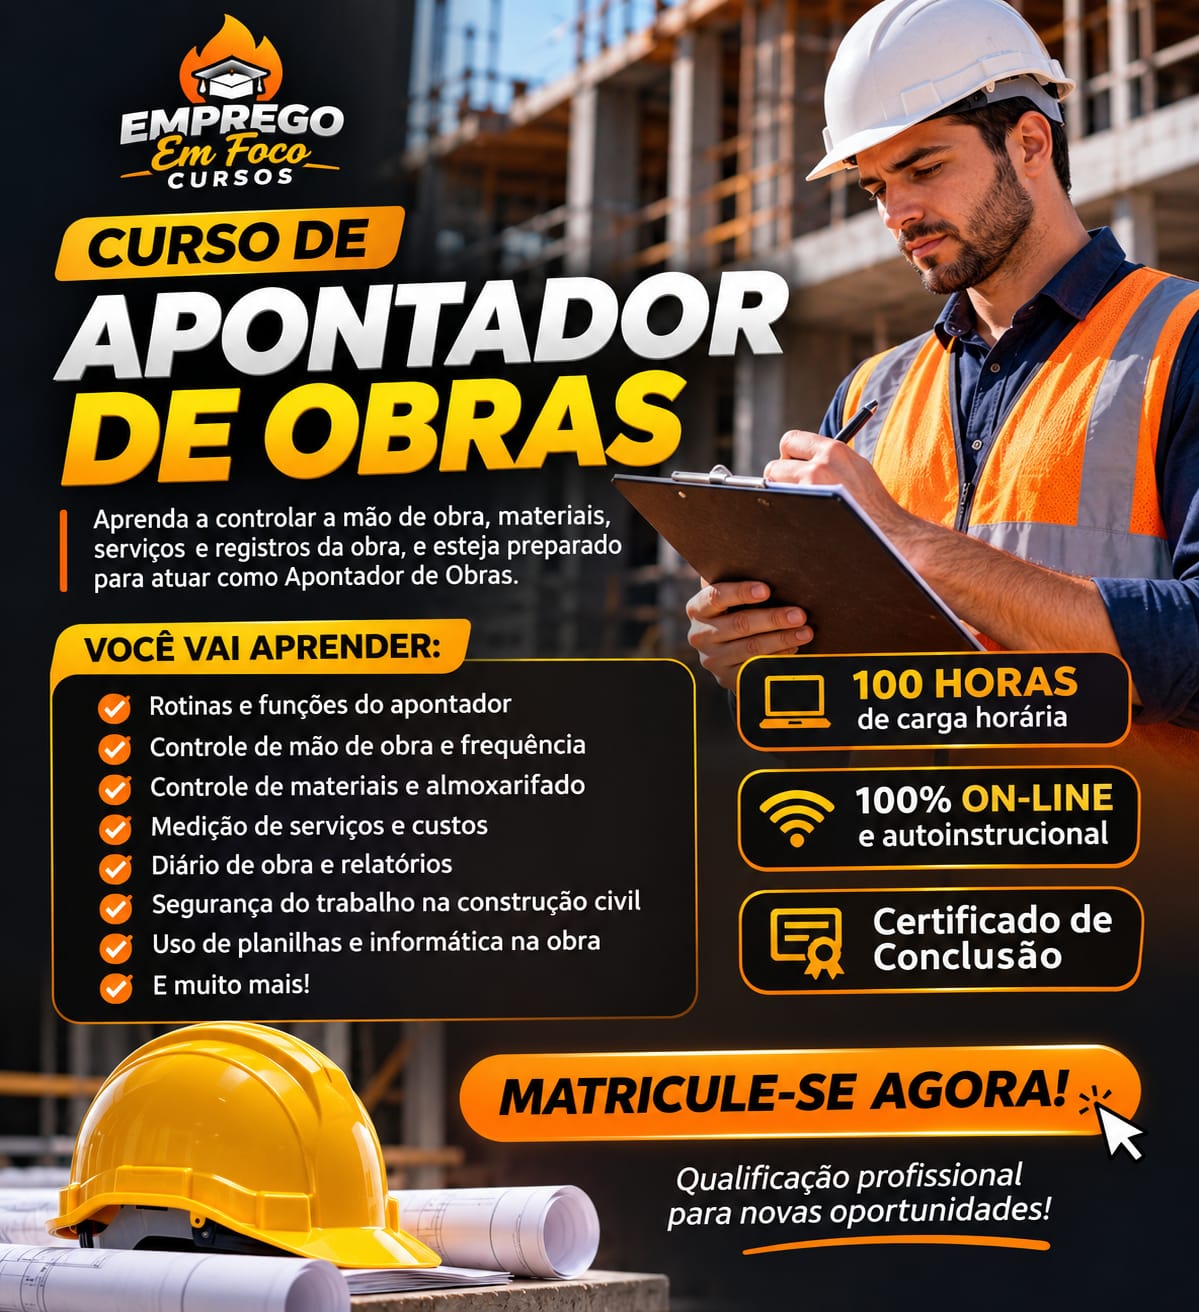 EMPREGO
Em Foco
CURSOS
CURSO DE
APONTADOR
DE OBRAS
Aprenda a controlar a mão de obra, materiais,
serviços e registros da obra, e esteja preparado
para atuar como Apontador de Obras.
VOCÊ VAI APRENDER:
Rotinas e funções do apontador
Controle de mão de obra e frequência
Controle de materiais e almoxarifado
Medição de serviços e custos
Diário de obra e relatórios
Segurança do trabalho na construção civil
Uso de planilhas e informática na obra
E muito mais!
100 HORAS
de carga horária
100% ON-LINE
e autoinstrucional
Certificado de
Conclusão
MATRICULE-SE AGORA!
Qualificação profissional
para novas oportunidades!